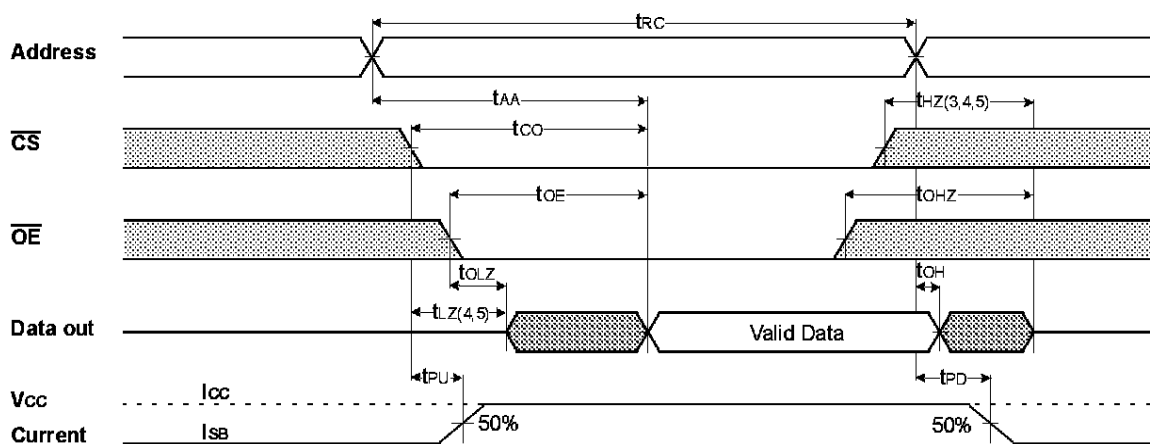 tRC
Address
tAA
tHZ(3,4,5)
CS
tCO
tOE
tOHZ
OE
tOLZ
tOH
tLZ(4,5)
Data out
Valid Data
tPU
tPD
VCC
ICC
50%
50%
Current
ISB